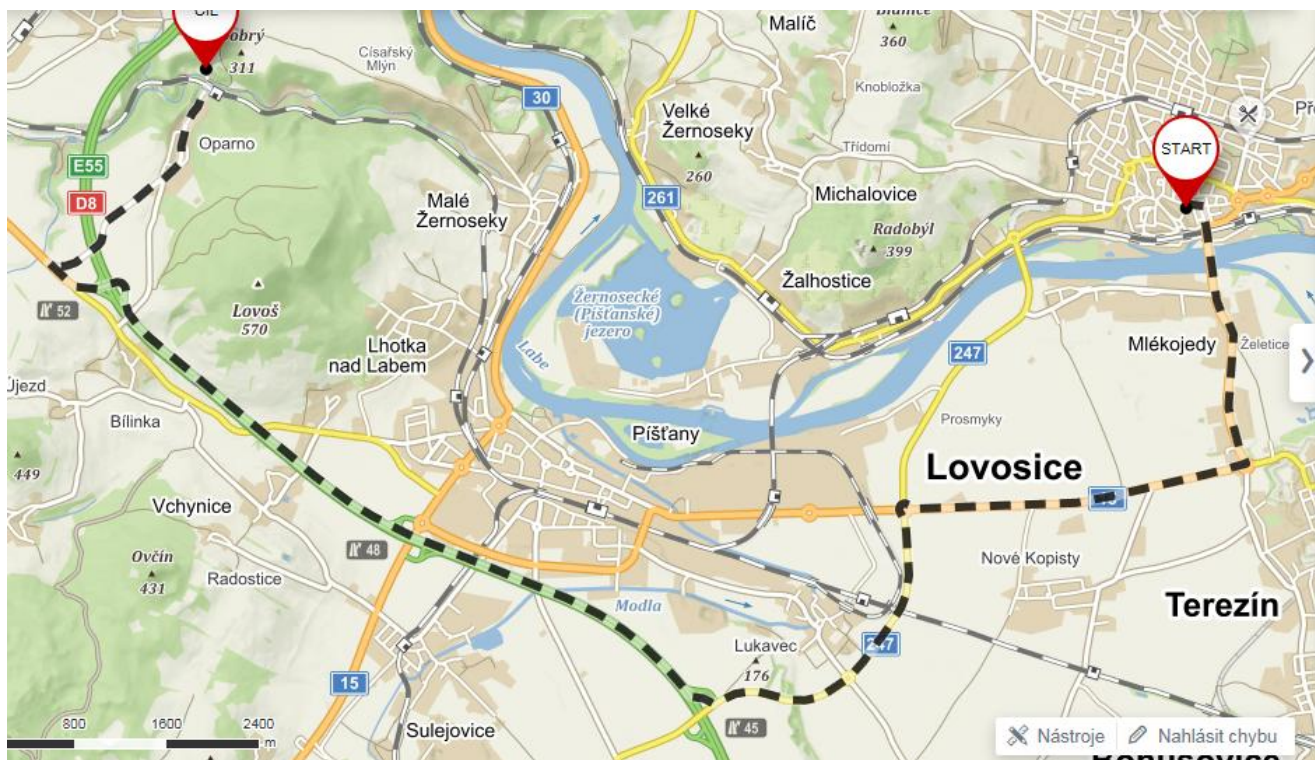 CÍL
311
Císařský
Mlýn
Malíč
360
30
Knobložka
Velke
Žernoseky
START
Oparno
Třídomí
E55
260
D8
Malé
Žernoseky
261
Michalovice
Radobýl
399
Žernosecké
(Píšťanské)
jezero
Žalhostice
Lovoš
570
52
Lhotka
nad Labem
Labe
247
Mlékojedy
Želetice
Újezd
Bílinka
Píšťany
Prosmyky
449
Lovosice
Vchynice
48
Ovčín
431
Radostice
Nové Kopisty
Modla
Terezín
Lukavec
176
247
15
800
1600
2400
m
Sulejovice
45
Nástroje
Nahlásit chybu